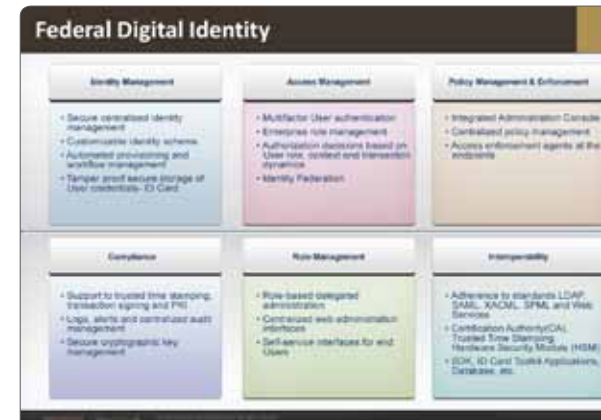 Federal Digital Identity
Identity Management
• Secure centralised identity
management
• Customizable identity schema
• Automated provisioning and
workflow management
• Tamper proof secure storage of
User credentials- ID Card
Access Management
• Multifactor User authentication
• Enterprise role management
• Authorization decisions based on
User role, context and transaction
dynamics
• Identity Federation
Policy Management & Enforcement
• Integrated Administration Console
• Centralised policy management
• Access enforcement agents at the
endpoints
Compliance
• Support to trusted time stamping,
transaction signing and PKI
• Logs, alerts and centralized audit
management
• Secure cryptographic key
management
Role Management
• Role-based delegated
administration
• Centralized web administration
interfaces
• Self-service interfaces for end
Users
Interoperability
• Adherence to standards LDAP,
SAML, XACML, SPML and Web
Services
• Certification Authority(CA),
Trusted Time Stamping,
Hardware Security Module (HSM)
• SDK, ID Card Toolkit Applications,
Database, etc.